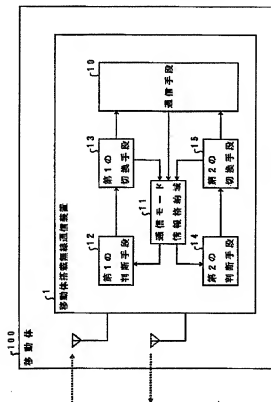 100
移動体
1
移動体搭載無線通信装置
12
第1の
判断手段
13
第1の
切換手段
10
通信手段
11
通信モード
情報格納域
14
第2の
判断手段
15
第2の
切換手段